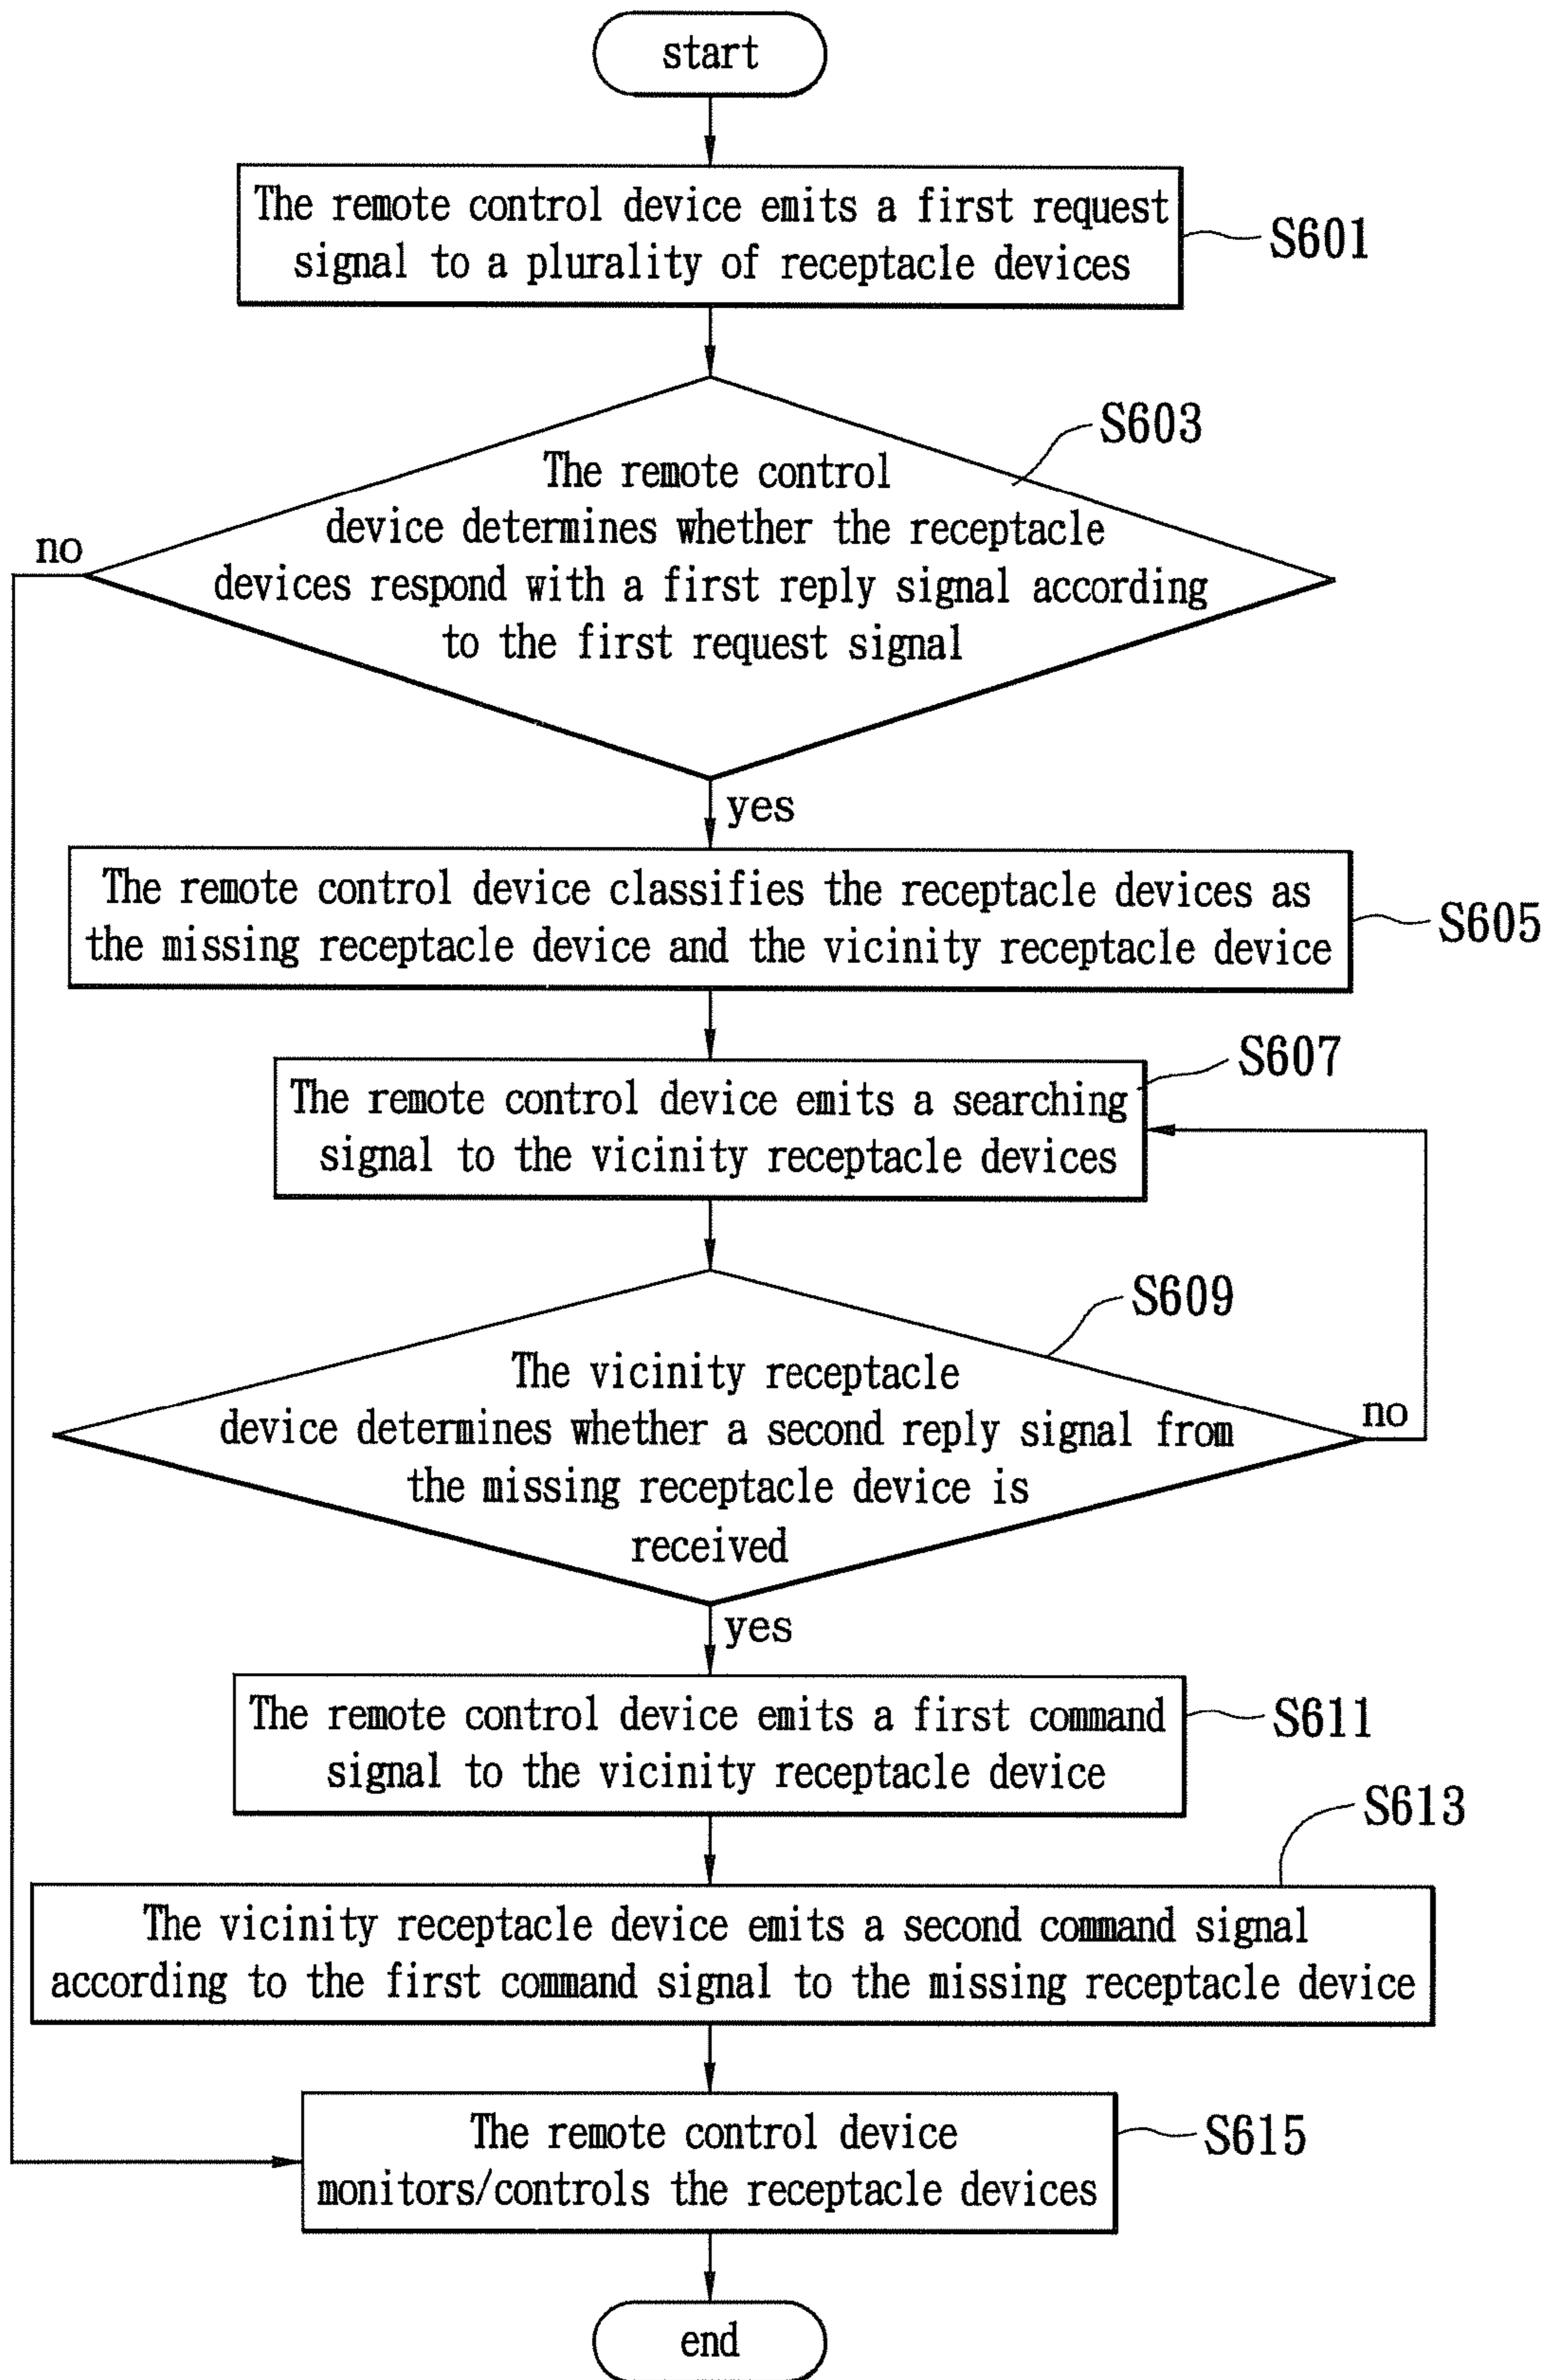 start
The remote control device emits a first request
signal to a plurality of receptacle devices
S601
S603
The remote control
device determines whether the receptacle
devices respond with a first reply signal according
to the first request signal
no
yes
The remote control device classifies the receptacle devices as
the missing receptacle device and the vicinity receptacle device
S605
S607
The remote control device emits a searching
signal to the vicinity receptacle devices
S609
The vicinity receptacle
device determines whether a second reply signal from
the missing receptacle device is
received
no
yes
The remote control device emits a first command
signal to the vicinity receptacle device
S611
S613
The vicinity receptacle device emits a second command signal
according to the first command signal to the missing receptacle device
The remote control device
monitors/controls the receptacle devices
S615
end